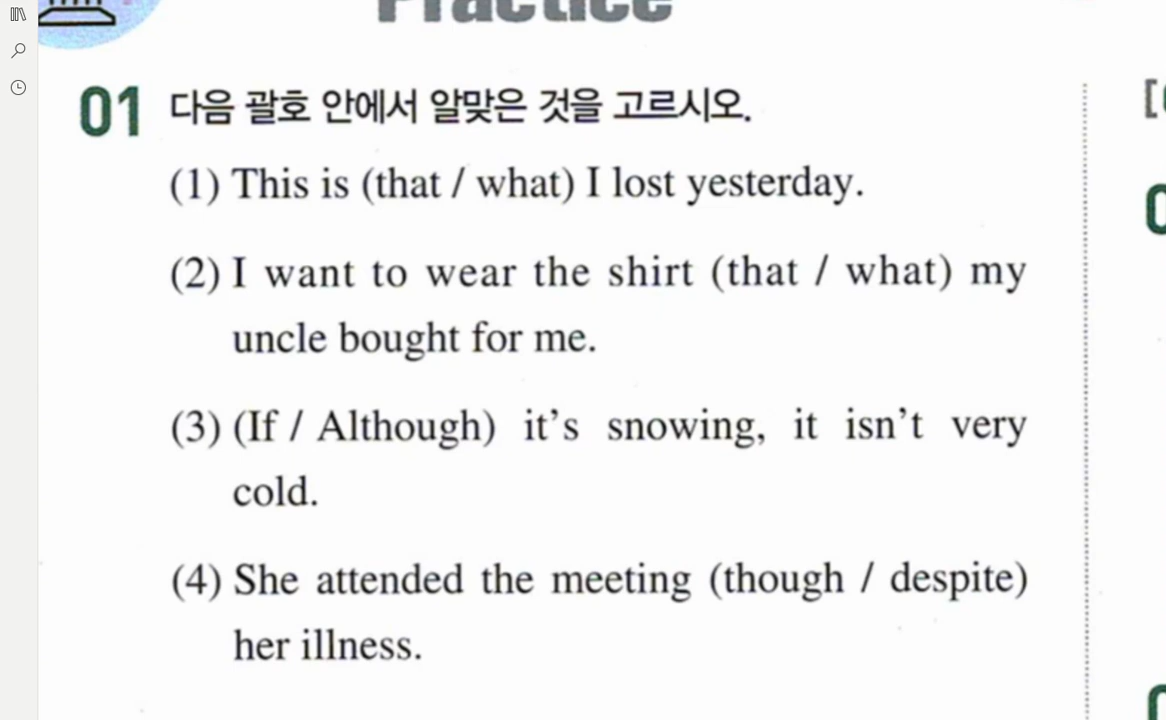 Practice
01 다음 괄호 안에서 알맞은 것을 고르시오.
(1) This is (that / what) I lost yesterday.
(2) I want to wear the shirt (that / what) my
uncle bought for me.
(3) (If / Although) it's snowing, it isn't very
cold.
(4) She attended the meeting (though / despite)
her illness.